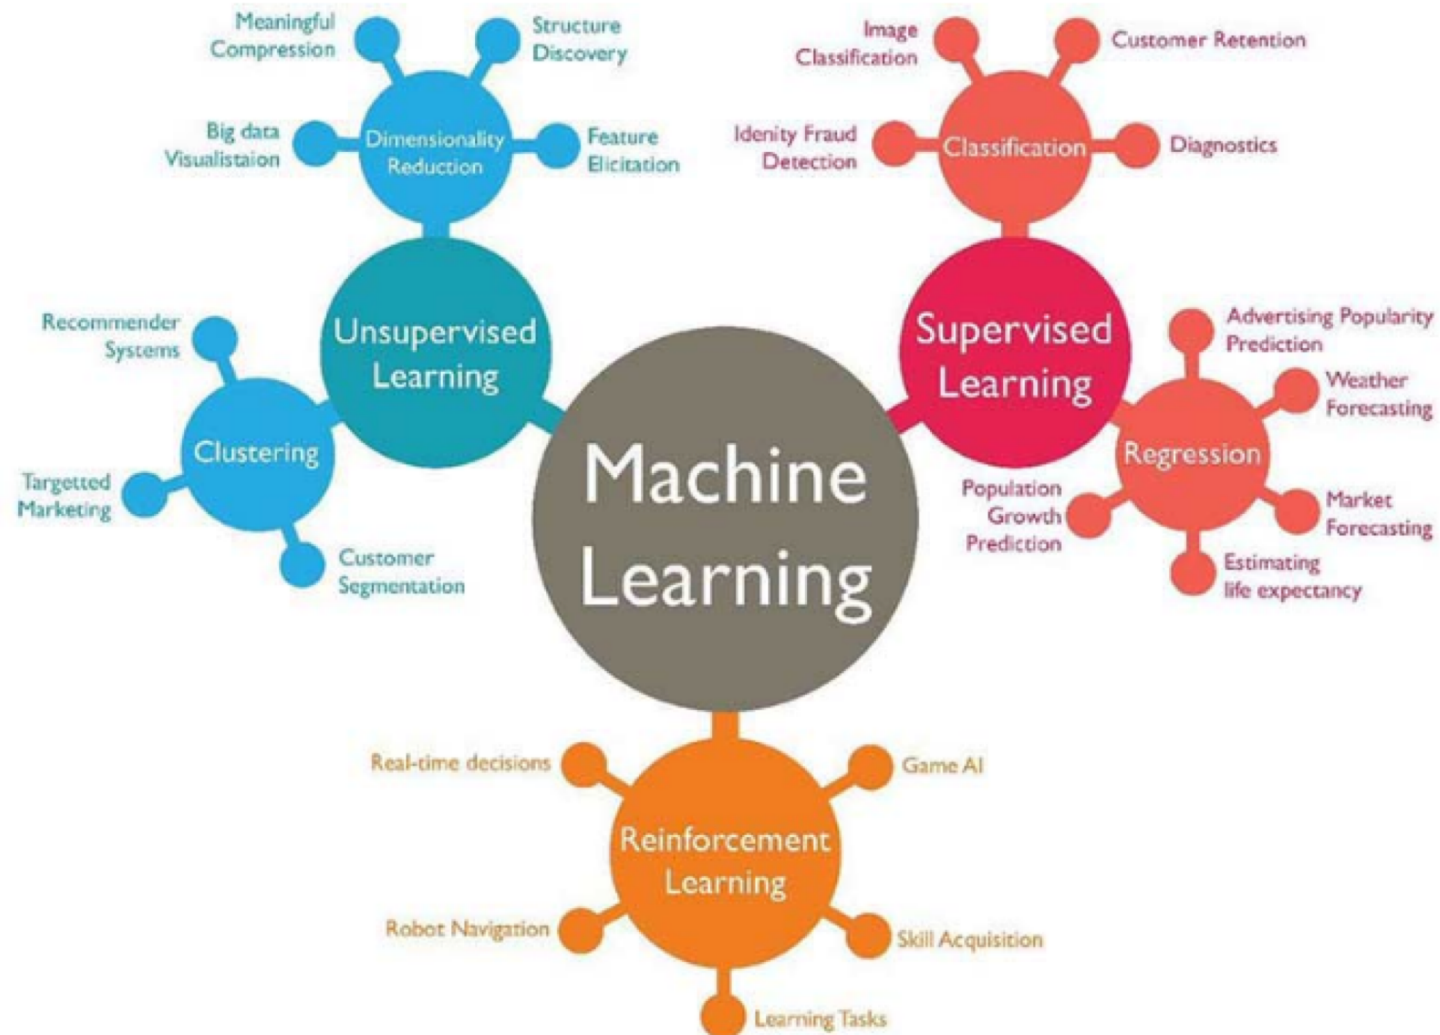 Meaningful
Compression
Structure
Discovery
Big data
Visualistaion
Dimensionality
Reduction
Feature
Elicitation
Image
Classification
Customer Retention
Idenity Fraud
Detection
Classification
Diagnostics
Unsupervised
Learning
Recommender
Systems
Clustering
Targetted
Marketing
Customer
Segmentation
Supervised
Learning
Advertising Popularity
Prediction
Weather
Forecasting
Regression
Population
Growth
Prediction
Market
Forecasting
Estimating
life expectancy
Machine
Learning
Real-time decisions
Game AI
Reinforcement
Learning
Robot Navigation
Skill Acquisition
Learning Tasks